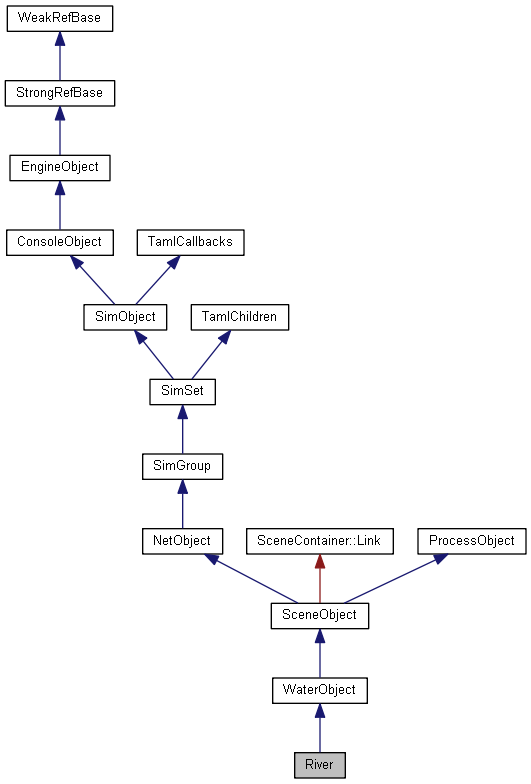 WeakRefBase
StrongRefBase
EngineObject
ConsoleObject
TamlCallbacks
SimObject
TamlChildren
SimSet
SimGroup
NetObject
SceneContainer::Link
ProcessObject
SceneObject
WaterObject
River